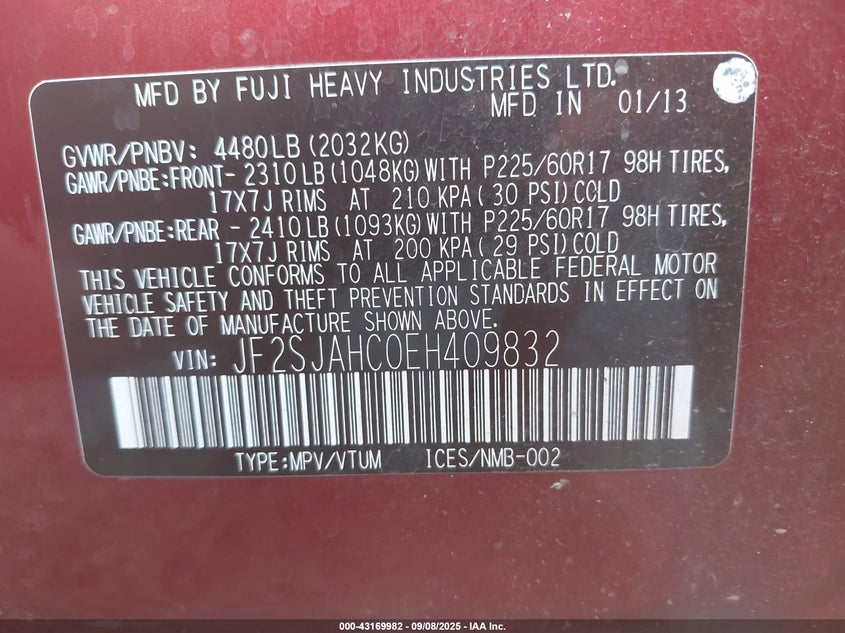 MFD BY FUJI HEAVY INDUSTRIES LTD.
MFD IN 01/13
GVWR/PNBV: 4480LB(2032KG)
GAWR/PNBE:FRONT- 2310LB(1048KG)WITH P225/60R17 98H TIRES,
17X7J RIMS AT 210 KPA( 30 PSI)COLD
GAWR/PNBE:REAR - 2410LB(1093KG)WITH P225/60R17 98H TIRES,
17X7J RIMS AT 200 KPA( 29 PSI)COLD
THIS VEHICLE CONFORMS TO ALL APPLICABLE FEDERAL MOTOR
VEHICLE SAFETY AND THEFT PREVENTION STANDARDS IN EFFECT ON
THE DATE OF MANUFACTURE SHOWN ABOVE.
VIN: JF2SJAHC0EH409832
TYPE:MPV/VTUM ICES/NMB-002
000-43169982 - 09/08/2025 - IAA Inc.